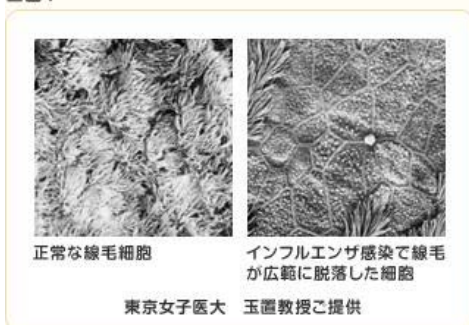 正常な線毛細胞
インフルエンザ感染で線毛
が広範に脱落した細胞
東京女子医大　玉置教授ご提供